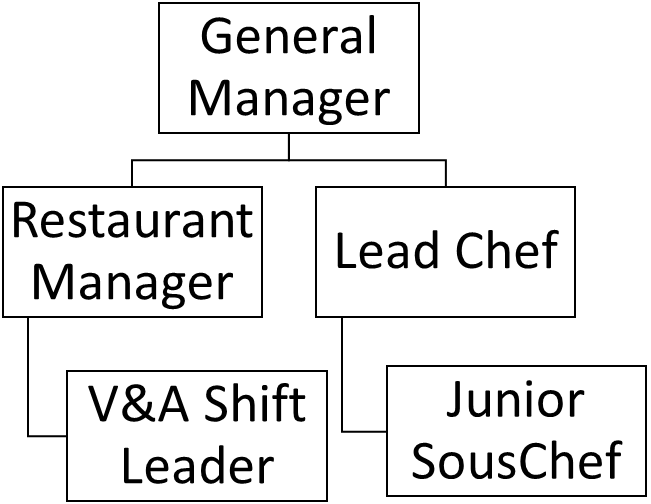 General
Manager
Restaurant
Manager
Lead Chef
V&A Shift
Leader
Junior
SousChef